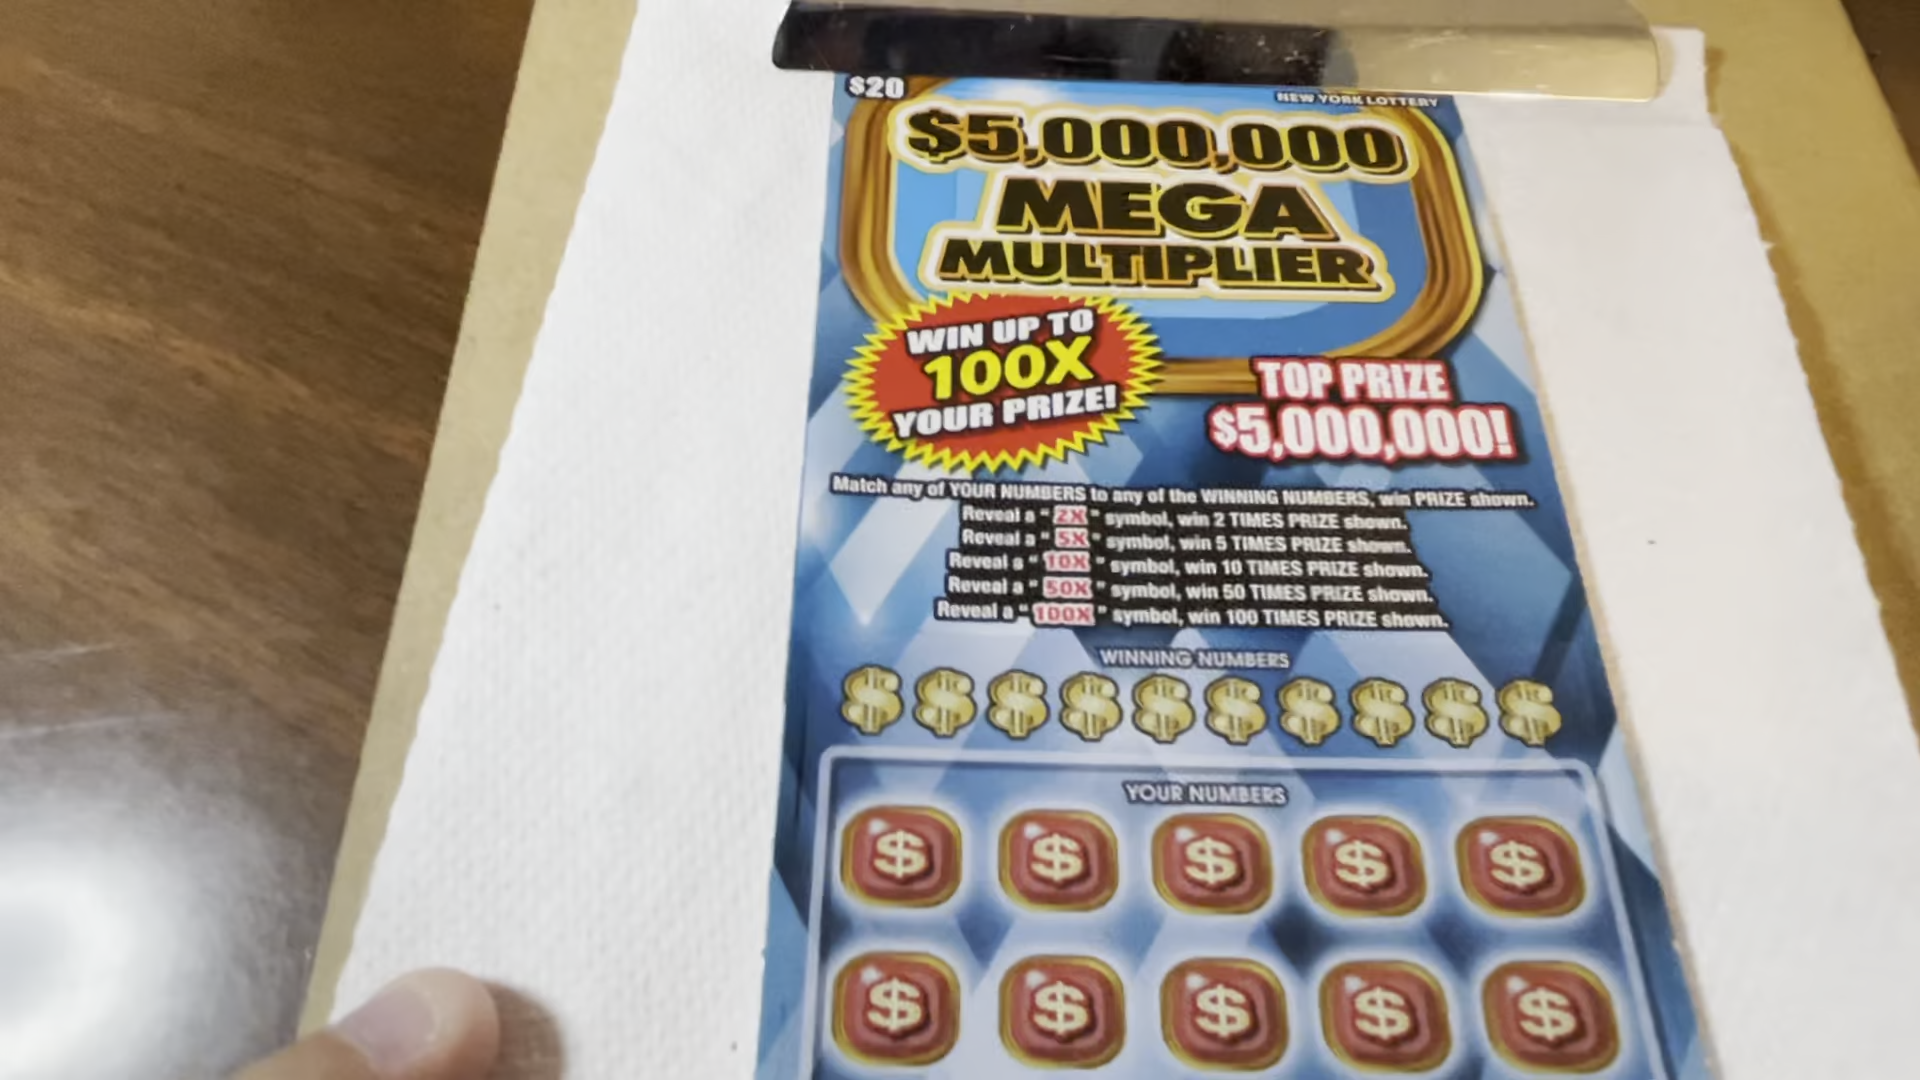 $20
NEW YORK LOTTERY
$5,000,000
MEGA
MULTIPLIER
WIN UP TO
100X
YOUR PRIZE!
TOP PRIZE
$5,000,000!
Match any of YOUR NUMBERS to any of the WINNING NUMBERS, win PRIZE shown.
Reveal a "2X" symbol, win 2 TIMES PRIZE shown.
Reveal a "5X" symbol, win 5 TIMES PRIZE shown.
Reveal a "10X" symbol, win 10 TIMES PRIZE shown.
Reveal a "50X" symbol, win 50 TIMES PRIZE shown.
Reveal a "100X" symbol, win 100 TIMES PRIZE shown.
WINNING NUMBERS
$ $ $ $ $ $ $ $ $ $
YOUR NUMBERS
$ $ $ $ $
$ $ $ $ $